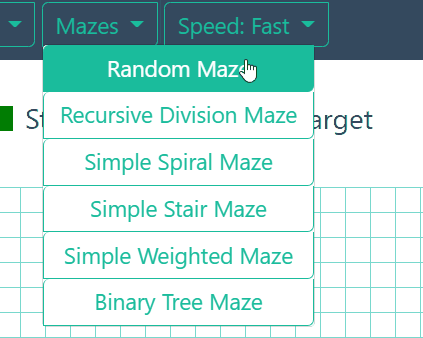 Mazes Speed: Fast
Random Maze
Recursive Division Maze
Simple Spiral Maze
Simple Stair Maze
Simple Weighted Maze
Binary Tree Maze